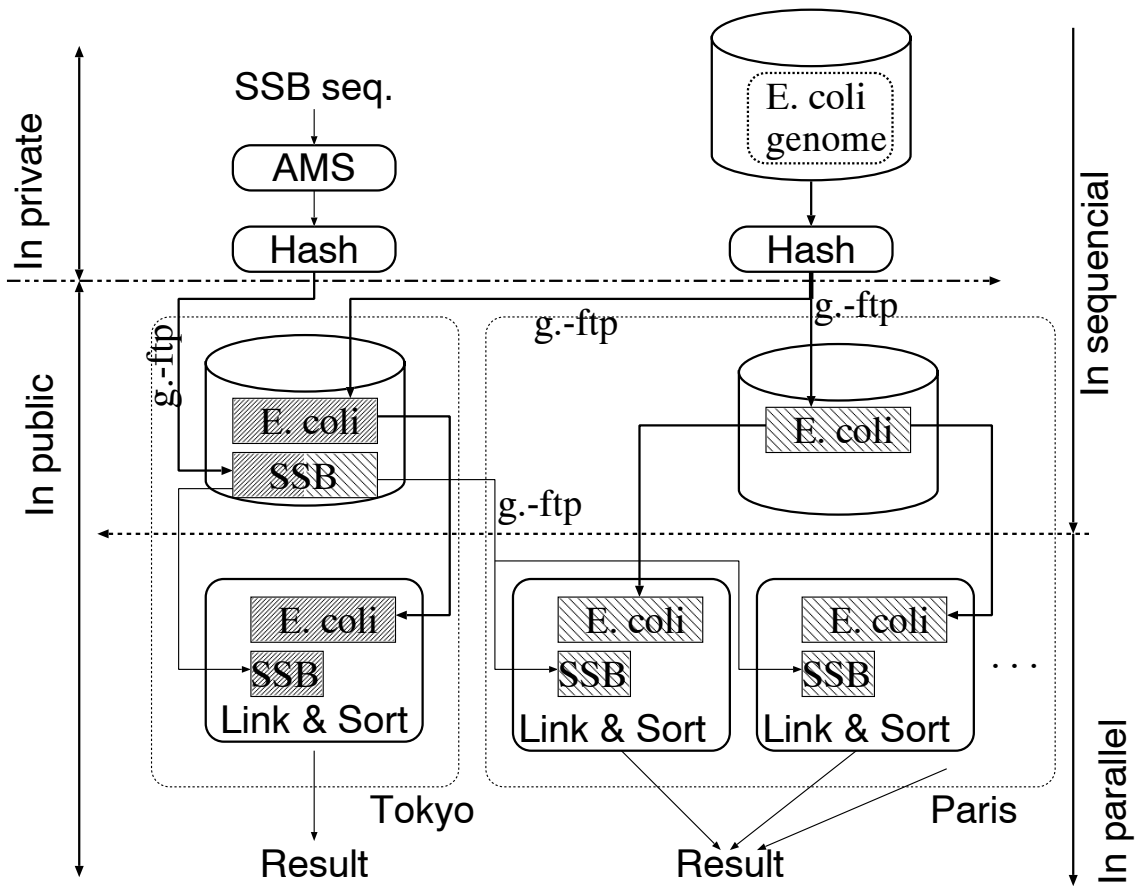 SSB seq.
E. coli
genome
AMS
Hash
Hash
In private
In sequencial
g.-ftp
g.-ftp
g.-ftp
E. coli
E. coli
SSB
In public
g.-ftp
E. coli
E. coli
E. coli
SSB
SSB
SSB
. . .
Link & Sort
Link & Sort
Link & Sort
Tokyo
Paris
In parallel
Result
Result